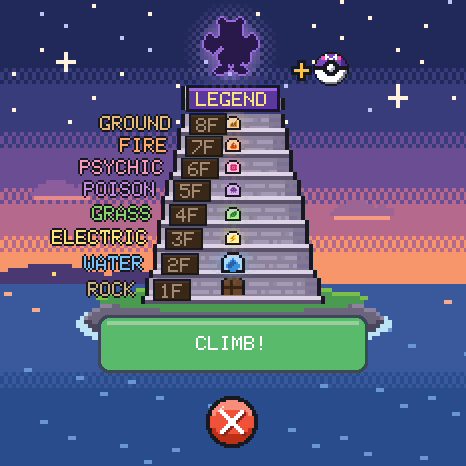 LEGEND
GROUND 8F
FIRE 7F
PSYCHIC 6F
POISON 5F
GRASS 4F
ELECTRIC 3F
WATER 2F
ROCK 1F
CLIMB!